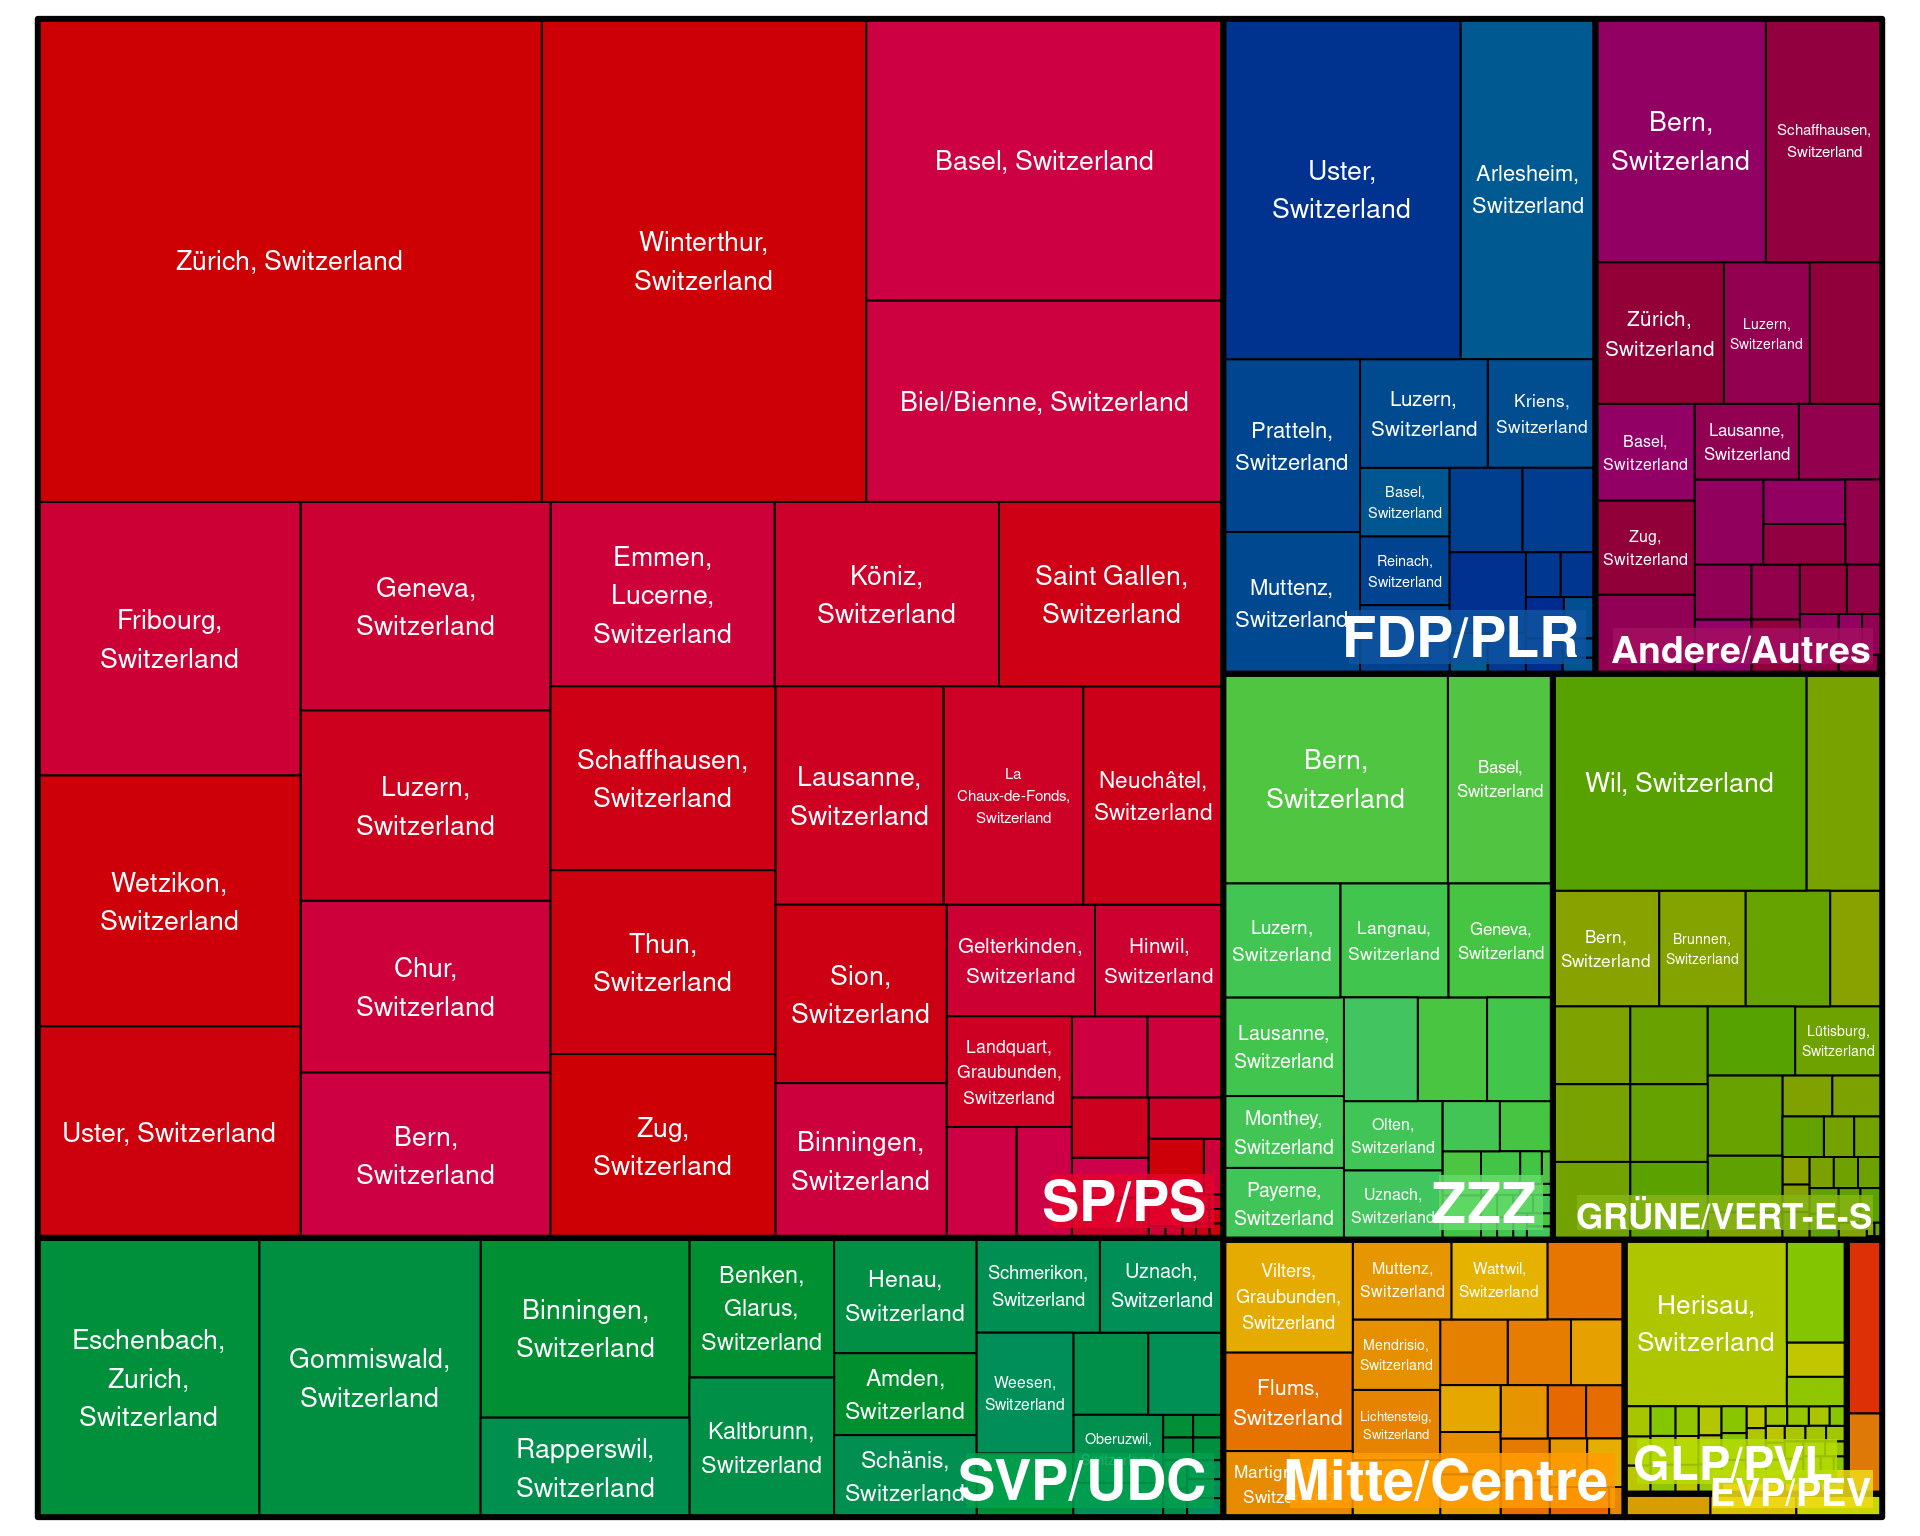 Zürich, Switzerland
Winterthur,
Switzerland
Basel, Switzerland
Biel/Bienne, Switzerland
Fribourg,
Switzerland
Wetzikon,
Switzerland
Uster, Switzerland
Geneva,
Switzerland
Luzern,
Switzerland
Chur,
Switzerland
Bern,
Switzerland
Emmen,
Lucerne,
Switzerland
Schaffhausen,
Switzerland
Thun,
Switzerland
Zug,
Switzerland
Köniz,
Switzerland
Saint Gallen,
Switzerland
Lausanne,
Switzerland
La
Chaux-de-Fonds,
Switzerland
Neuchâtel,
Switzerland
Sion,
Switzerland
Binningen,
Switzerland
Gelterkinden,
Switzerland
Hinwil,
Switzerland
Landquart,
Graubunden,
Switzerland
SP/PS
Eschenbach,
Zurich,
Switzerland
Gommiswald,
Switzerland
Binningen,
Switzerland
Rapperswil,
Switzerland
Benken,
Glarus,
Switzerland
Kaltbrunn,
Switzerland
Henau,
Switzerland
Amden,
Switzerland
Schänis,
Switzerland
Schmerikon,
Switzerland
Uznach,
Switzerland
Weesen,
Switzerland
Oberuzwil,
SVP/UDC
Uster,
Switzerland
Arlesheim,
Switzerland
Pratteln,
Switzerland
Muttenz,
Switzerland
Luzern,
Switzerland
Kriens,
Switzerland
Basel,
Switzerland
Reinach,
Switzerland
FDP/PLR
Bern,
Switzerland
Schaffhausen,
Switzerland
Zürich,
Switzerland
Luzern,
Switzerland
Basel,
Switzerland
Lausanne,
Switzerland
Zug,
Switzerland
Andere/Autres
Bern,
Switzerland
Basel,
Switzerland
Luzern,
Switzerland
Langnau,
Switzerland
Geneva,
Switzerland
Lausanne,
Switzerland
Monthey,
Switzerland
Payerne,
Switzerland
Olten,
Switzerland
Uznach,
Switzerland
ZZZ
Wil, Switzerland
Bern,
Switzerland
Brunnen,
Switzerland
Lütisburg,
Switzerland
GRÜNE/VERT-E-S
Vilters,
Graubunden,
Switzerland
Flums,
Switzerland
Muttenz,
Switzerland
Wattwil,
Switzerland
Mendrisio,
Switzerland
Lichtensteig,
Switzerland
Mitte/Centre
Herisau,
Switzerland
GLP/PVL
EVP/PEV